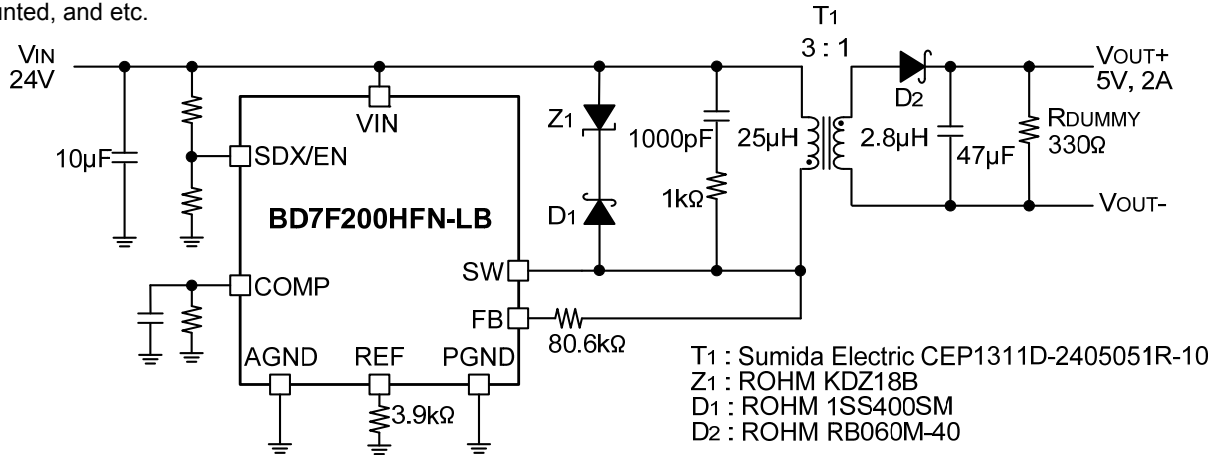 unted, and etc.
T1
3 : 1
VIN
24V
VOUT+
5V, 2A
D2
VIN
Z1
1000pF
25µH
2.8µH
47µF
RDUMMY
330Ω
10µF
SDX/EN
1kΩ
D1
VOUT-
BD7F200HFN-LB
SW
COMP
FB
80.6kΩ
AGND
REF
PGND
3.9kΩ
T1 : Sumida Electric CEP1311D-2405051R-10
Z1 : ROHM KDZ18B
D1 : ROHM 1SS400SM
D2 : ROHM RB060M-40